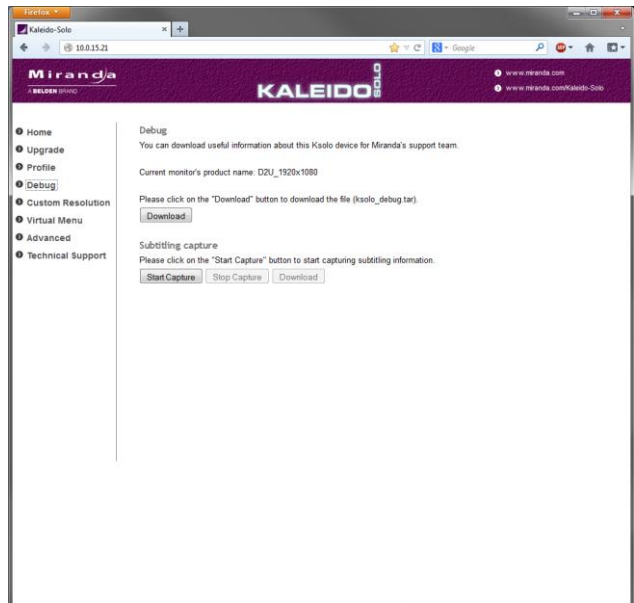 Firefox
Kaleido-Solo
10.0.15.21
Google
Miranda
A BELDEN BRAND
KALEIDO SOLO
www.miranda.com
www.miranda.com/Kaleido-Solo
Home
Upgrade
Profile
Debug
Custom Resolution
Virtual Menu
Advanced
Technical Support
Debug
You can download useful information about this Ksolo device for Miranda's support team.
Current monitor's product name: D2U_1920x1080
Please click on the "Download" button to download the file (ksolo_debug.tar).
Download
Subtitling capture
Please click on the "Start Capture" button to start capturing subtitling information.
Start Capture Stop Capture Download